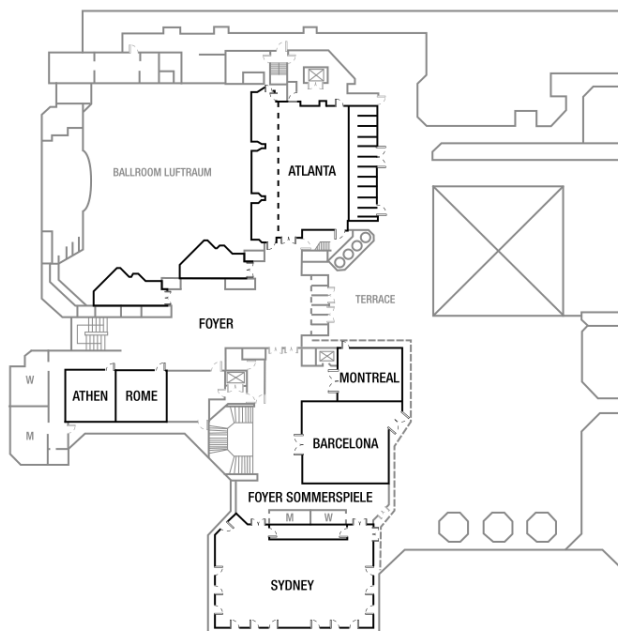 BALLROOM LUFTRAUM
ATLANTA
TERRACE
FOYER
W
M
ATHEN
ROME
MONTREAL
BARCELONA
FOYER SOMMERSPIELE
M
W
SYDNEY